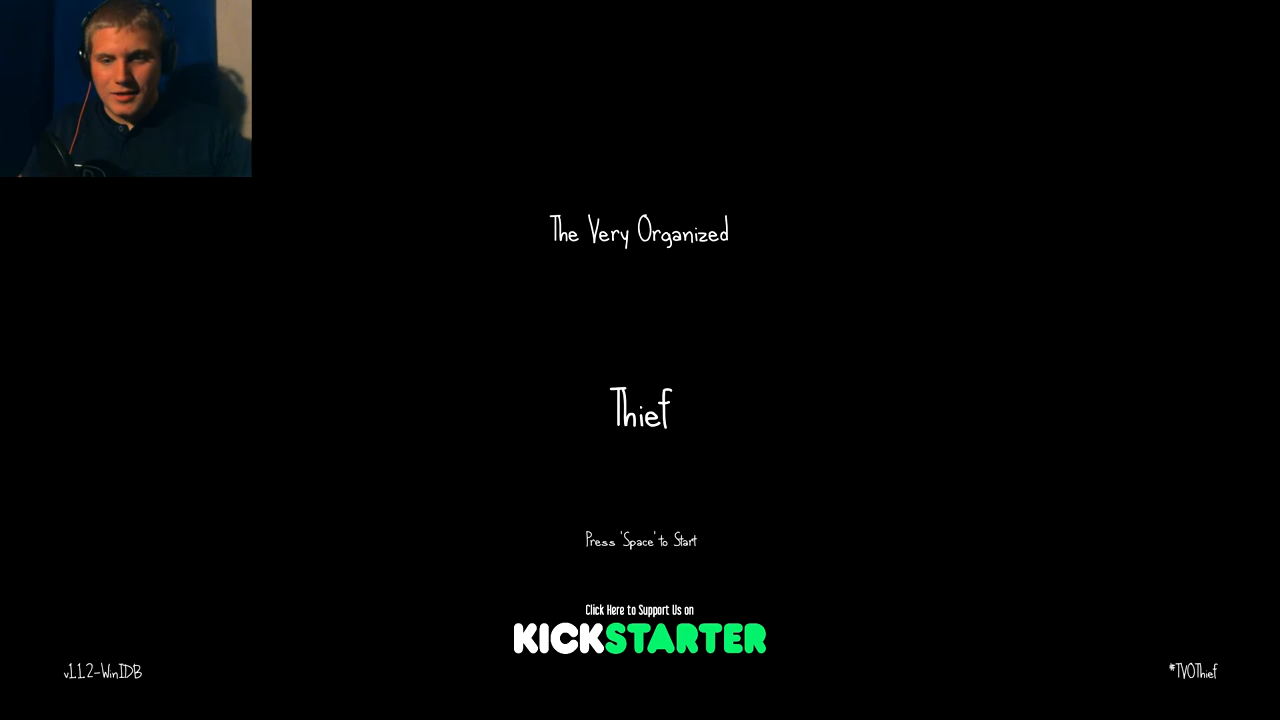 The Very Organized
Thief
Press 'Space' to Start
Click Here to Support Us on
KICKSTARTER
v1.1.2-WinIDB
#TVOThief